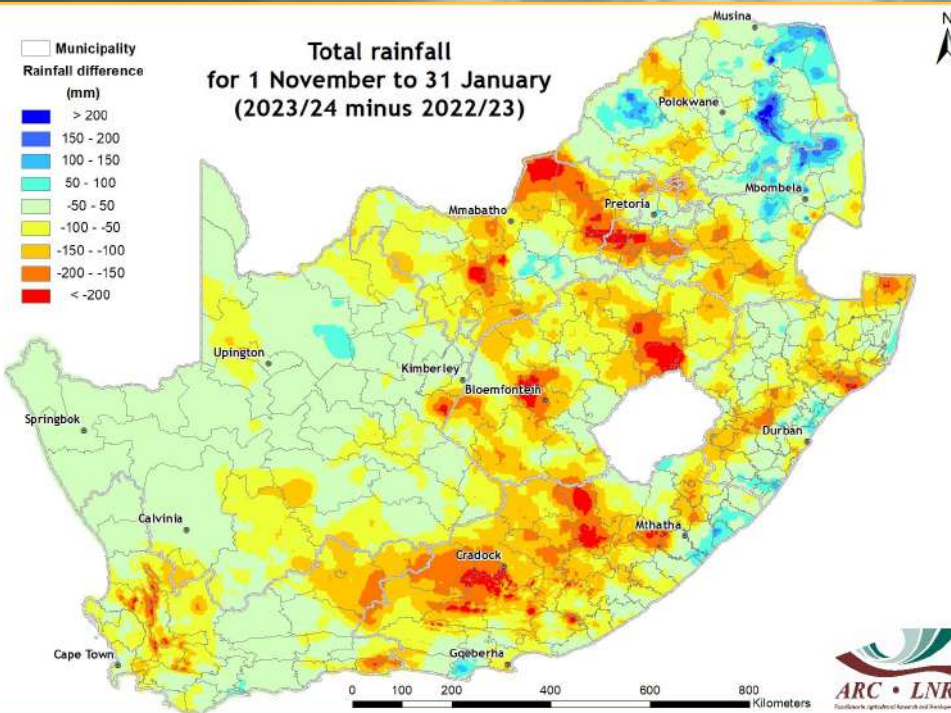 Total rainfall
for 1 November to 31 January
(2023/24 minus 2022/23)
Municipality
Rainfall difference
(mm)
> 200
150 - 200
100 - 150
50 - 100
-50 - 50
-100 - -50
-150 - -100
-200 - -150
< -200
N
Musina
Polokwane
Mbombela
Pretoria
Mmabatho
Upington
Kimberley
Bloemfontein
Springbok
Durban
Calvinia
Mthatha
Cradock
Cape Town
Gqeberha
0 100 200 400 600 800
Kilometers
ARC • LNR